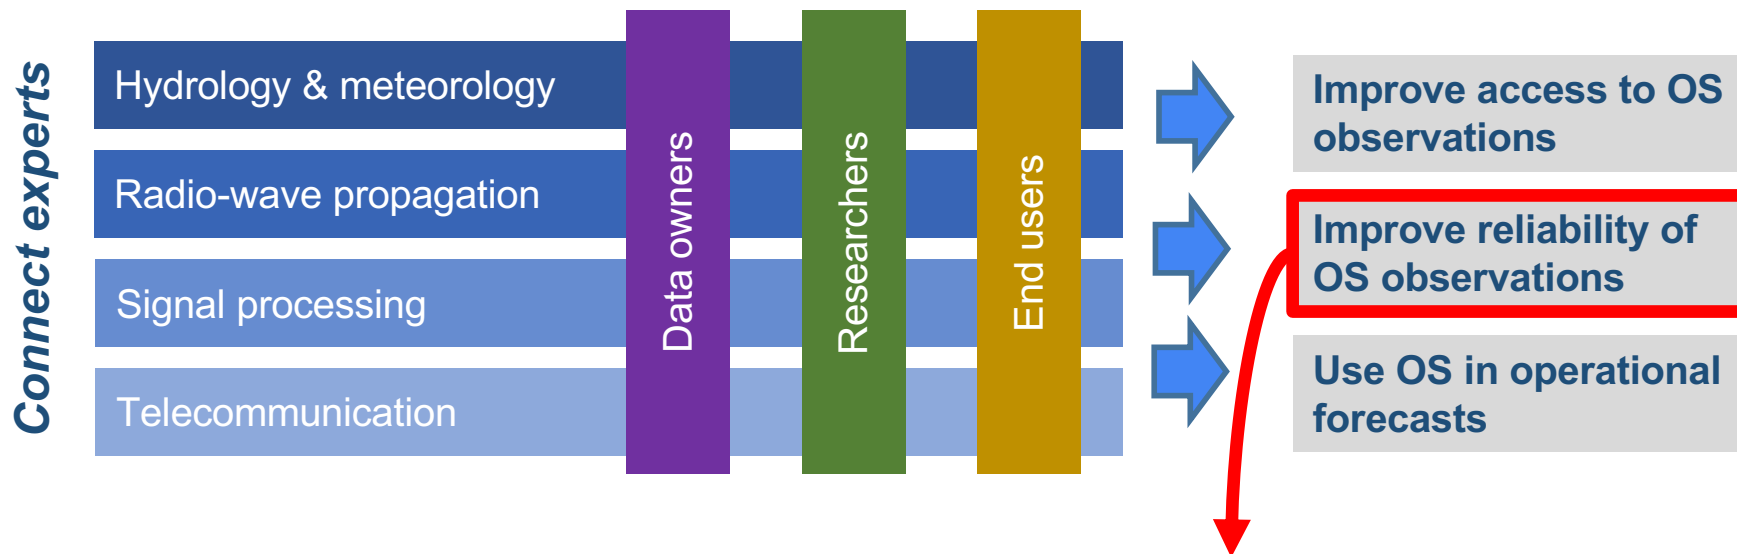 Connect experts
Hydrology & meteorology
Radio-wave propagation
Signal processing
Telecommunication
Data owners
Researchers
End users
Improve access to OS
observations
Improve reliability of
OS observations
Use OS in operational
forecasts